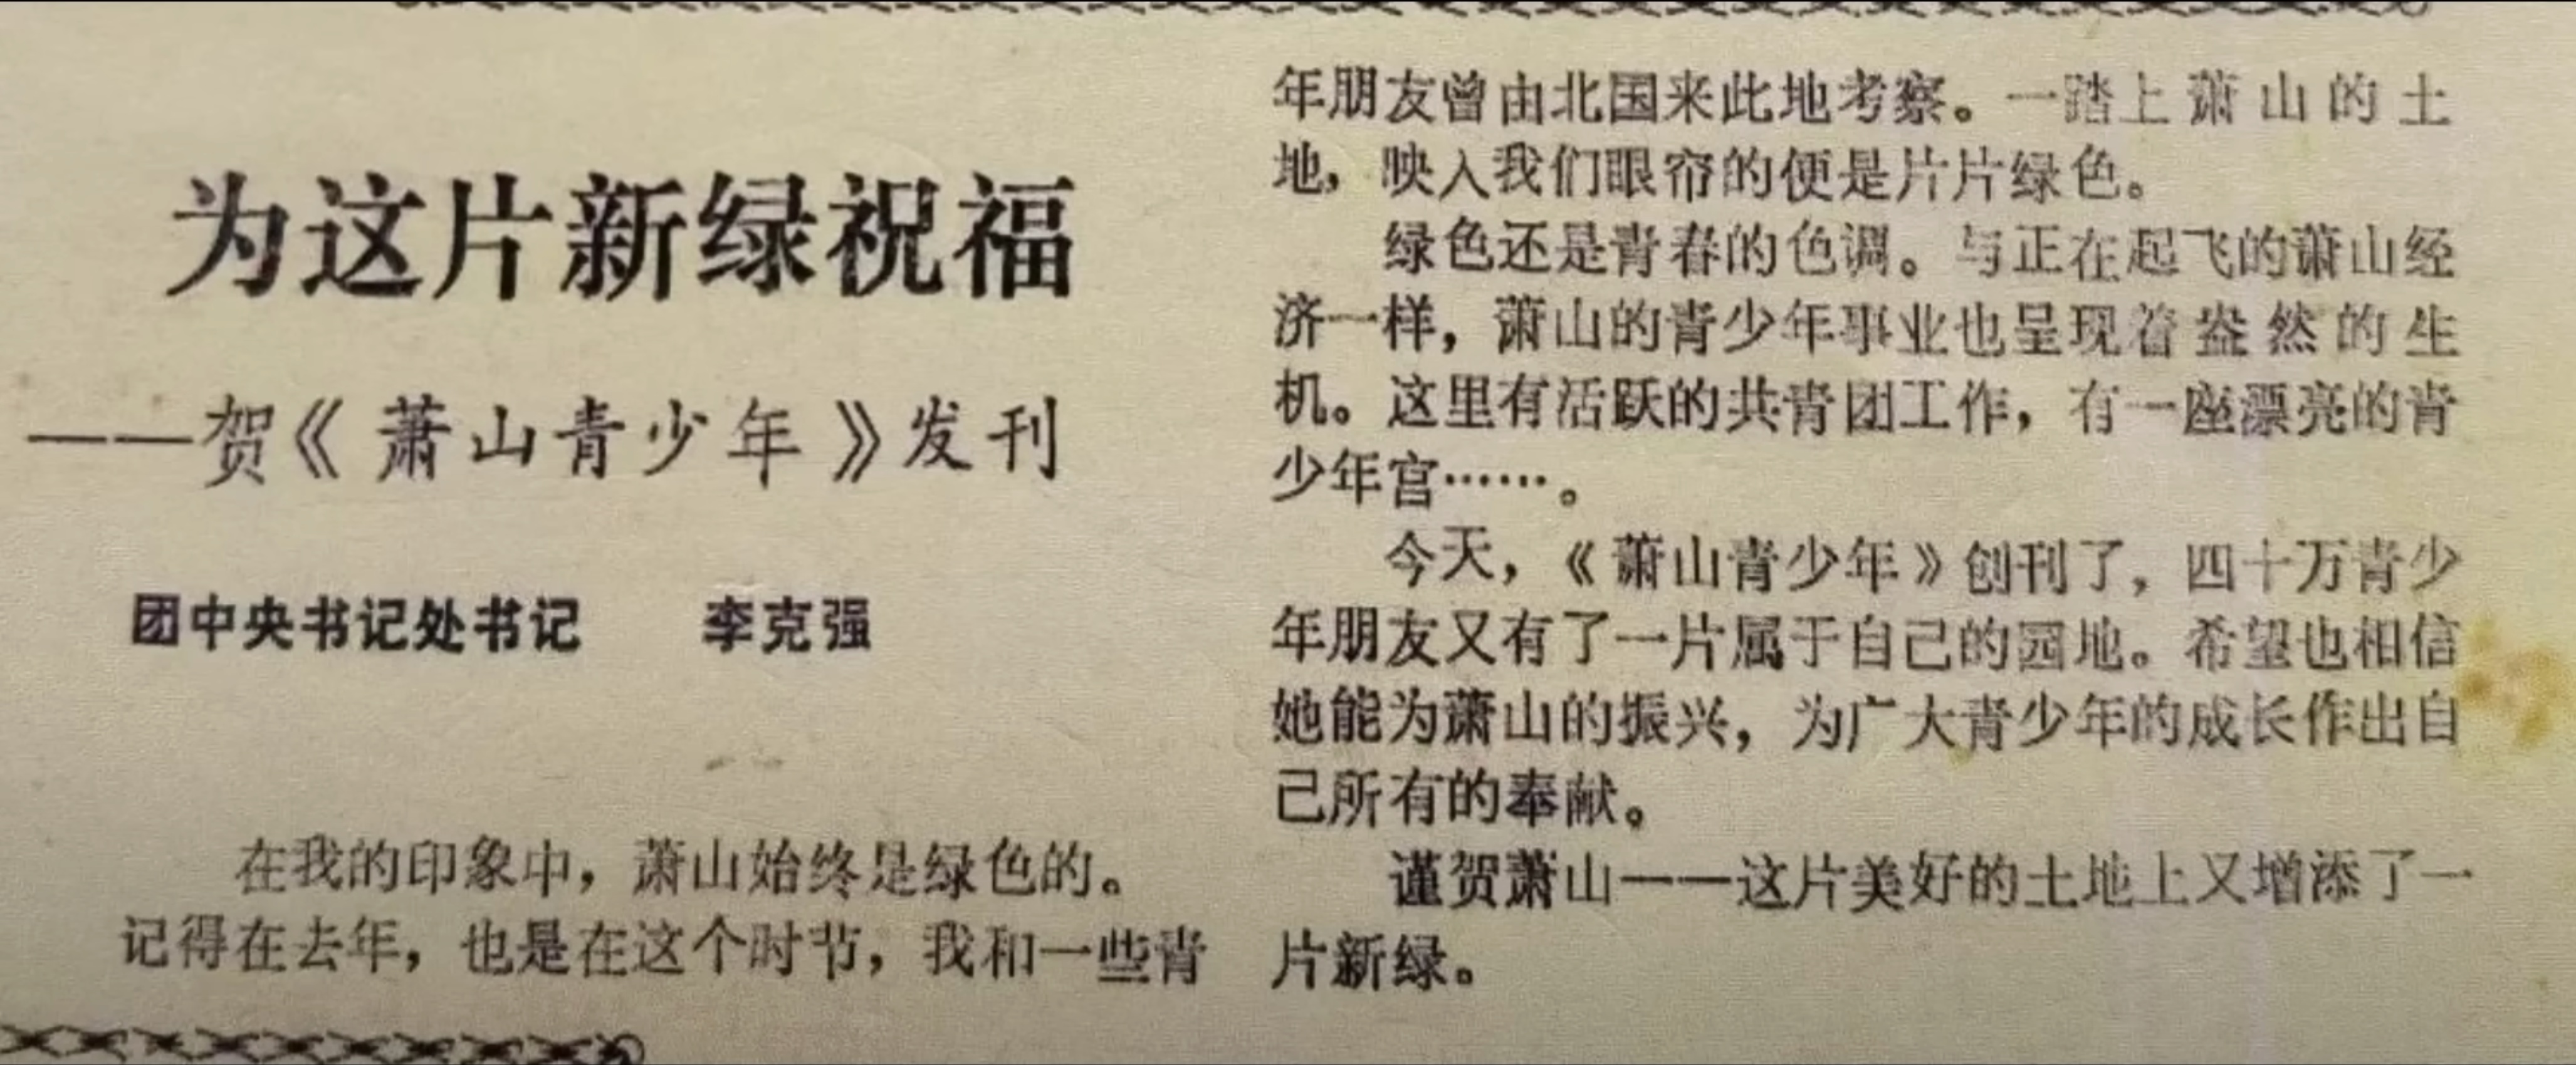 为这片新绿祝福
——贺《萧山青少年》发刊
团中央书记处书记 李克强
在我的印象中，萧山始终是绿色的。
记得在去年，也是在这个时节，我和一些青
年朋友曾由北国来此地考察。一踏上萧山的土
地，映入我们眼帘的便是片片绿色。
绿色还是青春的色调。与正在起飞的萧山经
济一样，萧山的青少年事业也呈现着盎然的生
机。这里有活跃的共青团工作，有一座漂亮的青
少年宫……。
今天，《萧山青少年》创刊了，四十万青少
年朋友又有了一片属于自己的园地。希望也相信
她能为萧山的振兴，为广大青少年的成长作出自
己所有的奉献。
谨贺萧山——这片美好的土地上又增添了一
片新绿。